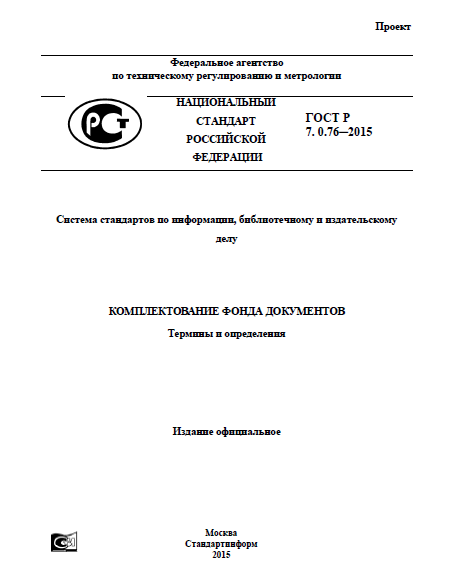 Проект
Федеральное агентство
по техническому регулированию и метрологии
РСТ
НАЦИОНАЛЬНЫЙ
СТАНДАРТ
РОССИЙСКОЙ
ФЕДЕРАЦИИ
ГОСТ Р
7. 0.76—2015
Система стандартов по информации, библиотечному и издательскому
делу
КОМПЛЕКТОВАНИЕ ФОНДА ДОКУМЕНТОВ
Термины и определения
Издание официальное
Москва
Стандартинформ
2015